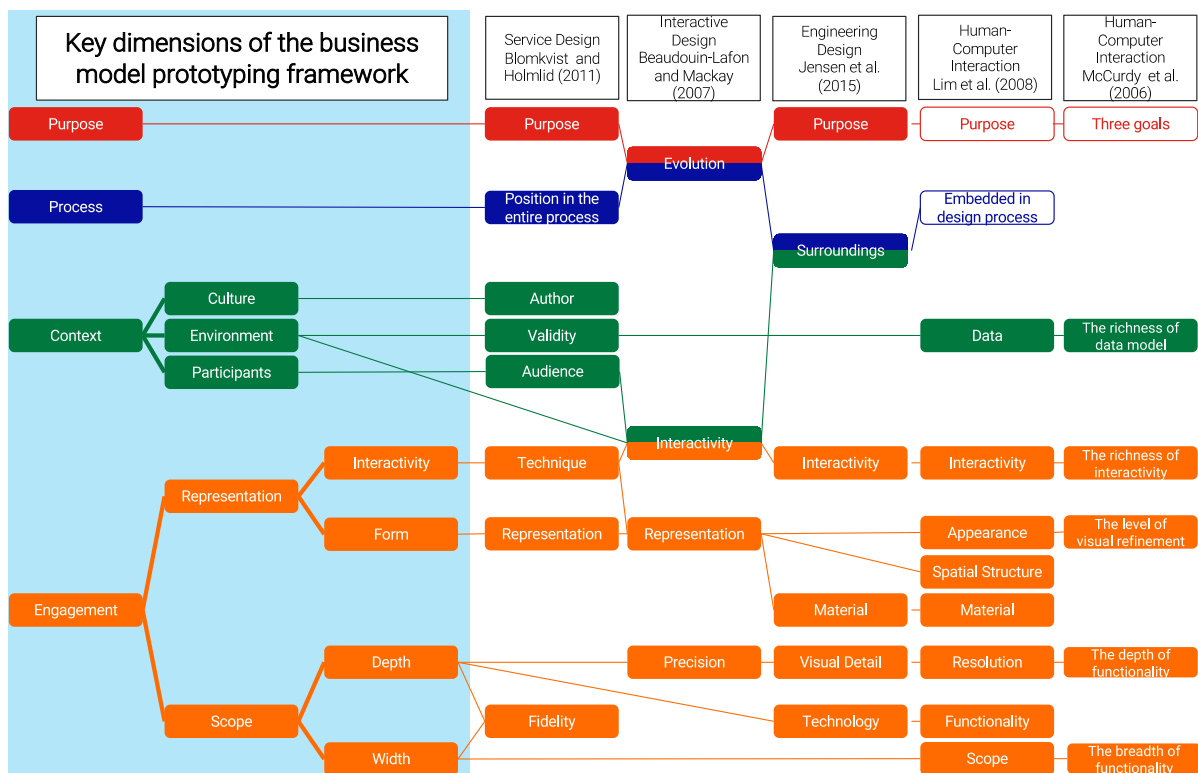 Key dimensions of the business
model prototyping framework
Service Design
Blomkvist and
Holmlid (2011)
Interactive
Design
Beaudouin-Lafon
and Mackay
(2007)
Engineering
Design
Jensen et al.
(2015)
Human-
Computer
Interaction
Lim et al. (2008)
Human-
Computer
Interaction
McCurdy et al.
(2006)
Purpose
Purpose
Purpose
Purpose
Three goals
Evolution
Process
Position in the
entire process
Embedded in
design process
Surroundings
Culture
Author
Context
Environment
Validity
Data
The richness of
data model
Participants
Audience
Interactivity
Interactivity
Technique
Interactivity
Interactivity
The richness of
interactivity
Representation
Form
Representation
Representation
Appearance
The level of
visual refinement
Spatial Structure
Engagement
Material
Material
Depth
Precision
Visual Detail
Resolution
The depth of
functionality
Scope
Fidelity
Technology
Functionality
Width
Scope
The breadth of
functionality